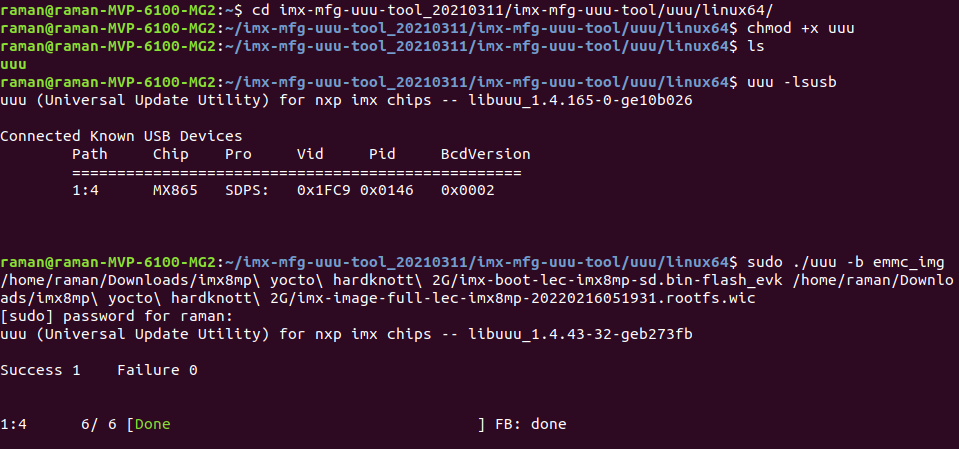 raman@raman-MVP-6100-MG2:~$ cd imx-mfg-uuu-tool_20210311/imx-mfg-uuu-tool/uuu/linux64/
raman@raman-MVP-6100-MG2:~/imx-mfg-uuu-tool_20210311/imx-mfg-uuu-tool/uuu/linux64$ chmod +x uuu
raman@raman-MVP-6100-MG2:~/imx-mfg-uuu-tool_20210311/imx-mfg-uuu-tool/uuu/linux64$ ls
uuu
raman@raman-MVP-6100-MG2:~/imx-mfg-uuu-tool_20210311/imx-mfg-uuu-tool/uuu/linux64$ uuu -lsusb
uuu (Universal Update Utility) for nxp imx chips -- libuuu_1.4.165-0-ge10b026
Connected Known USB Devices
Path Chip Pro Vid Pid BcdVersion
==================================================
1:4 MX865 SDPS: 0x1FC9 0x0146 0x0002
raman@raman-MVP-6100-MG2:~/imx-mfg-uuu-tool_20210311/imx-mfg-uuu-tool/uuu/linux64$ sudo ./uuu -b emmc_img
/home/raman/Downloads/imx8mp\ yocto\ hardknott\ 2G/imx-boot-lec-imx8mp-sd.bin-flash_evk /home/raman/Downlo
ads/imx8mp\ yocto\ hardknott\ 2G/imx-image-full-lec-imx8mp-20220216051931.rootfs.wic
[sudo] password for raman:
uuu (Universal Update Utility) for nxp imx chips -- libuuu_1.4.43-32-geb273fb
Success 1 Failure 0
1:4 6/ 6 [Done ] FB: done